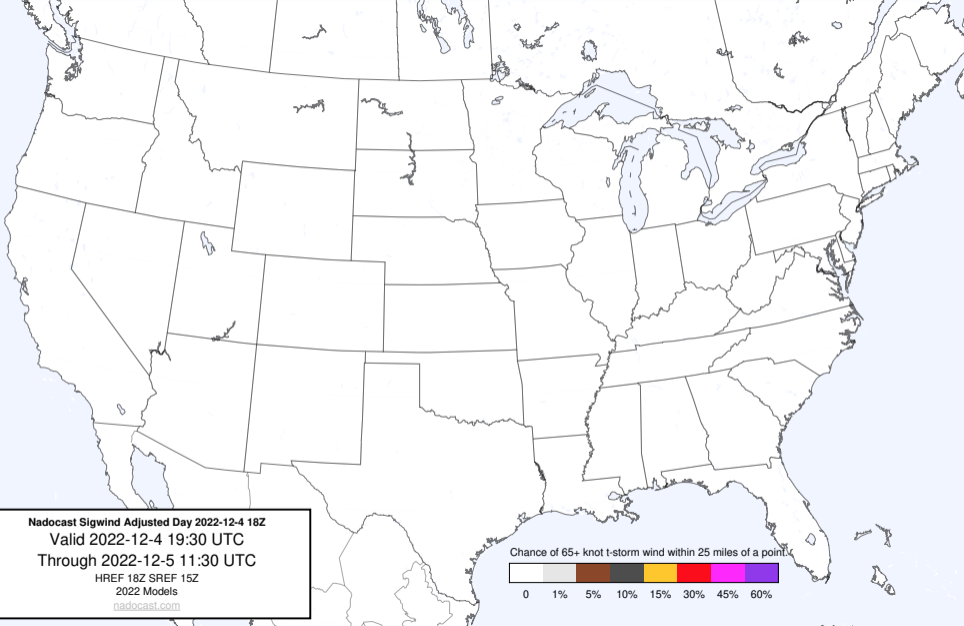 Nadocast Sigwind Adjusted Day 2022-12-4 18Z
Valid 2022-12-4 19:30 UTC
Through 2022-12-5 11:30 UTC
HREF 18Z SREF 15Z
2022 Models
nadocast.com
Chance of 65+ knot t-storm wind within 25 miles of a point.
0 1% 5% 10% 15% 30% 45% 60%